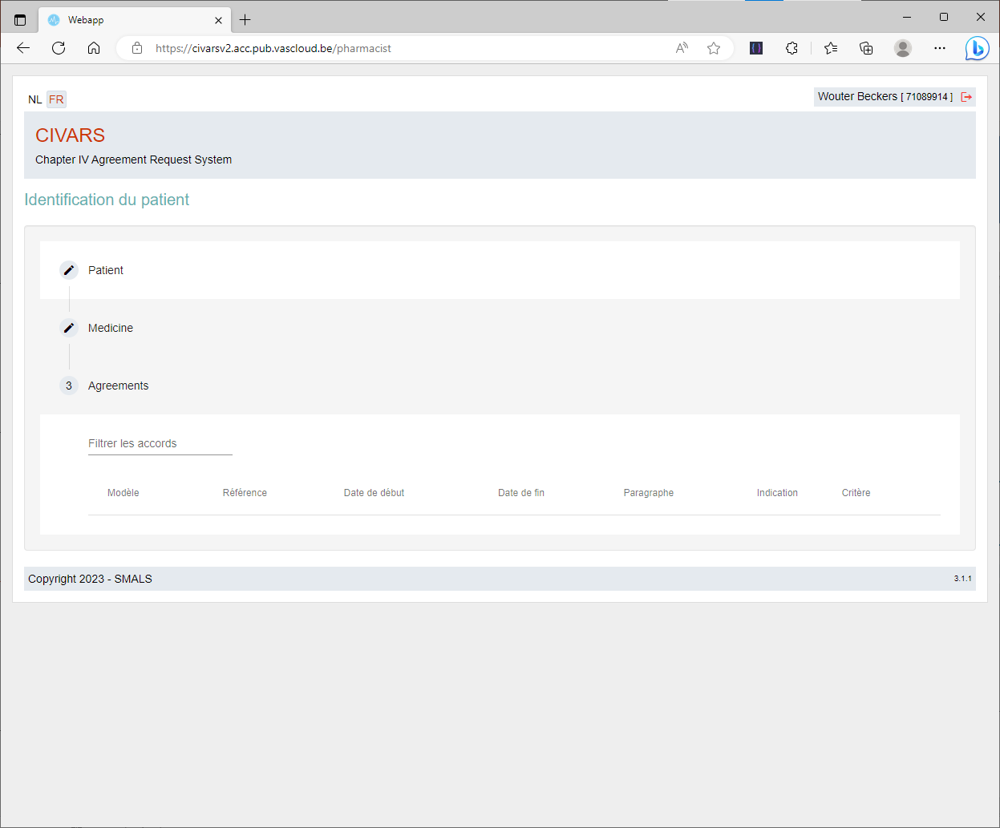 Webapp
https://civarsv2.acc.pub.vascloud.be/pharmacist
NL FR
Wouter Beckers [ 71089914 ]
CIVARS
Chapter IV Agreement Request System
Identification du patient
Patient
Medicine
3 Agreements
Filtrer les accords
Modèle Référence Date de début Date de fin Paragraphe Indication Critère
Copyright 2023 - SMALS 3.1.1